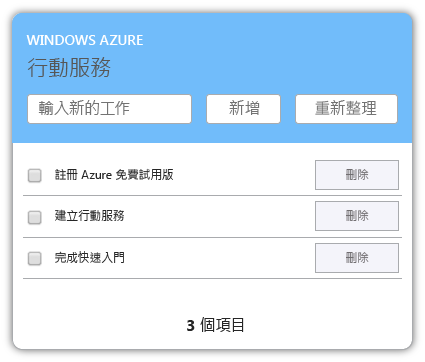 WINDOWS AZURE
行動服務
輸入新的工作 新增 重新整理
註冊 Azure 免費試用版 刪除
建立行動服務 刪除
完成快速入門 刪除
3 個項目